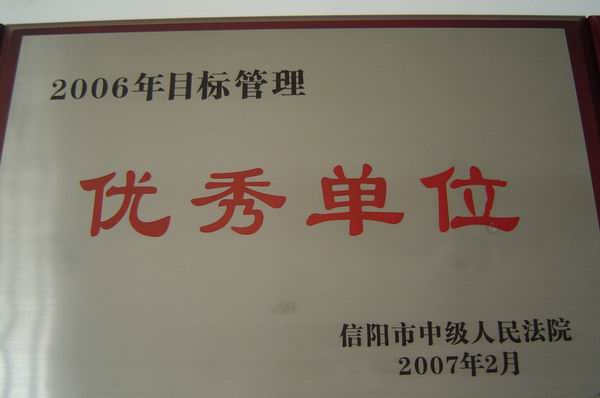 2006年目标管理
优秀单位
信阳市中级人民法院
2007年2月